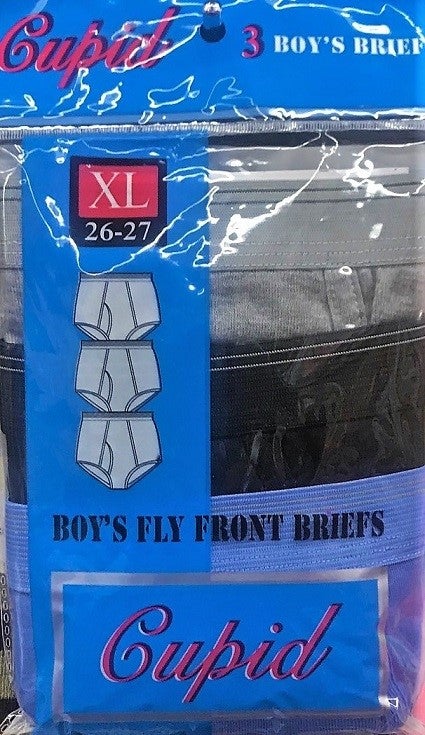 Cupid
3 BOY'S BRIEF
XL
26-27
BOY'S FLY FRONT BRIEFS
Cupid